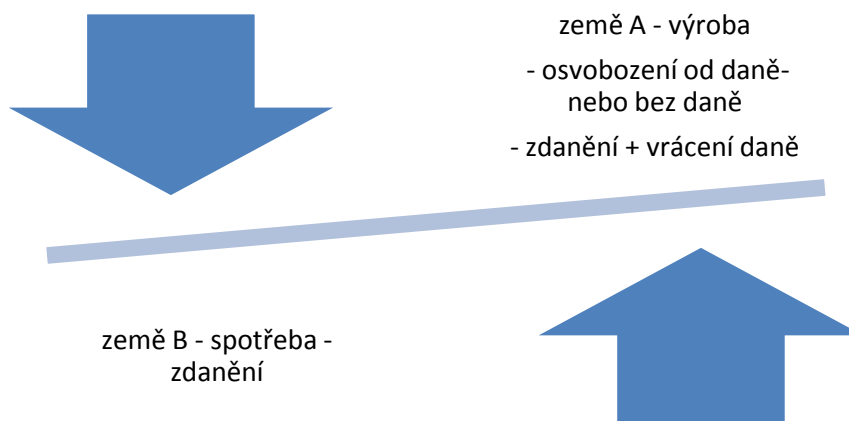 země A - výroba
- osvobození od daně-
nebo bez daně
- zdanění + vrácení daně
země B - spotřeba -
zdanění